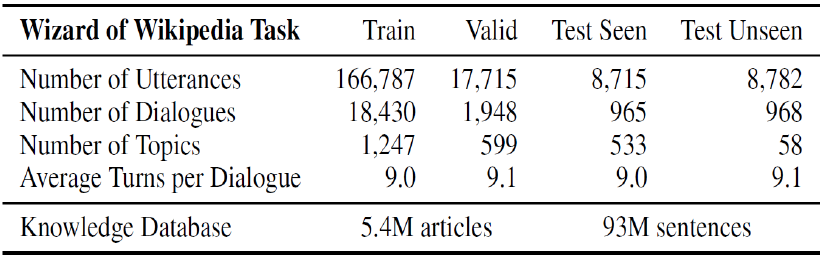 Wizard of Wikipedia Task Train Valid Test Seen Test Unseen
Number of Utterances 166,787 17,715 8,715 8,782
Number of Dialogues 18,430 1,948 965 968
Number of Topics 1,247 599 533 58
Average Turns per Dialogue 9.0 9.1 9.0 9.1
Knowledge Database 5.4M articles 93M sentences